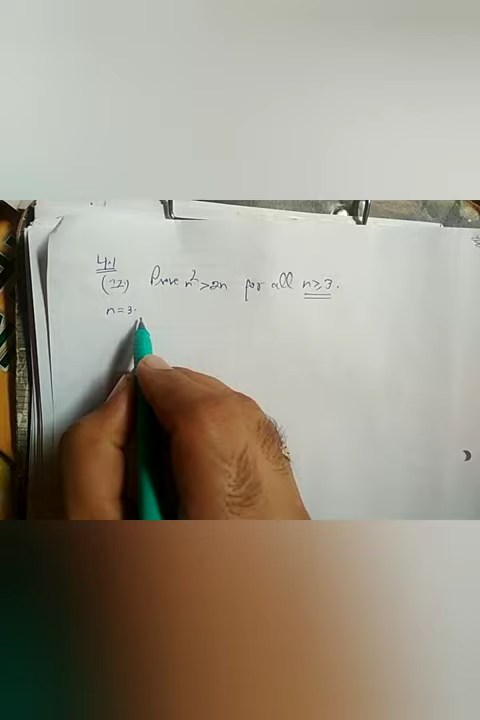 4.1
(22) Prove n² > 2n for all n ≥ 3.
n = 3.